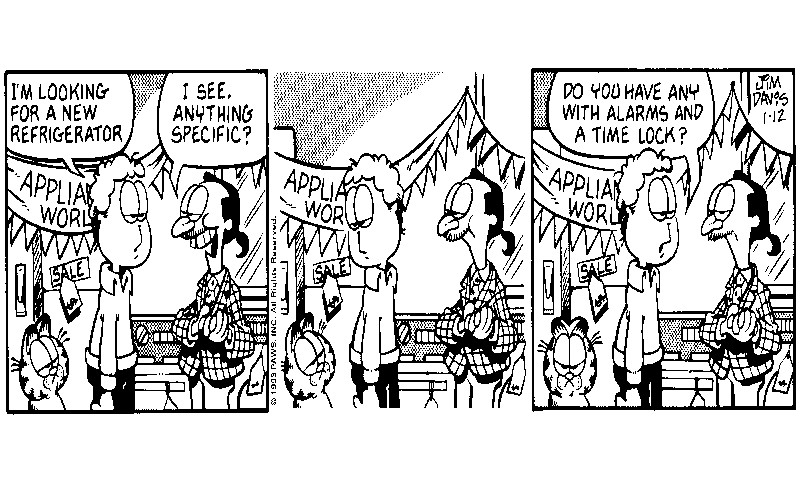 I'M LOOKING
FOR A NEW
REFRIGERATOR
I SEE.
ANYTHING
SPECIFIC?
APPLIA
WORL
SALE
© 1993 PAWS, INC. All Rights Reserved.
APPLIA
WOR
SALE
DO YOU HAVE ANY
WITH ALARMS AND
A TIME LOCK?
JIM
DAVIS
1-12
APPLIA
WORL
SALE